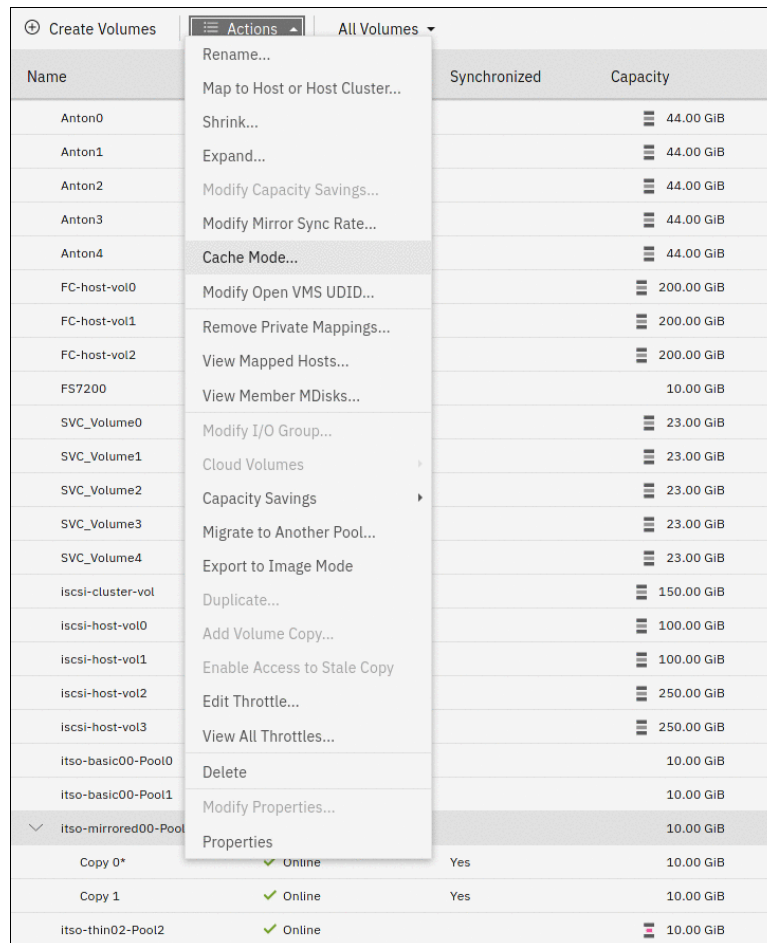 Create Volumes Actions All Volumes
Name Synchronized Capacity
Rename...
Map to Host or Host Cluster...
Shrink...
Expand...
Modify Capacity Savings...
Modify Mirror Sync Rate...
Cache Mode...
Modify Open VMS UDID...
Remove Private Mappings...
View Mapped Hosts...
View Member MDisks...
Modify I/O Group...
Cloud Volumes
Capacity Savings
Migrate to Another Pool...
Export to Image Mode
Duplicate...
Add Volume Copy...
Enable Access to Stale Copy
Edit Throttle...
View All Throttles...
Delete
Modify Properties...
Properties
Anton0 44.00 GiB
Anton1 44.00 GiB
Anton2 44.00 GiB
Anton3 44.00 GiB
Anton4 44.00 GiB
FC-host-vol0 200.00 GiB
FC-host-vol1 200.00 GiB
FC-host-vol2 200.00 GiB
FS7200 10.00 GiB
SVC_Volume0 23.00 GiB
SVC_Volume1 23.00 GiB
SVC_Volume2 23.00 GiB
SVC_Volume3 23.00 GiB
SVC_Volume4 23.00 GiB
iscsi-cluster-vol 150.00 GiB
iscsi-host-vol0 100.00 GiB
iscsi-host-vol1 100.00 GiB
iscsi-host-vol2 250.00 GiB
iscsi-host-vol3 250.00 GiB
itso-basic00-Pool0 10.00 GiB
itso-basic00-Pool1 10.00 GiB
itso-mirrored00-Pool 10.00 GiB
Copy 0* Online Yes 10.00 GiB
Copy 1 Online Yes 10.00 GiB
itso-thin02-Pool2 Online 10.00 GiB